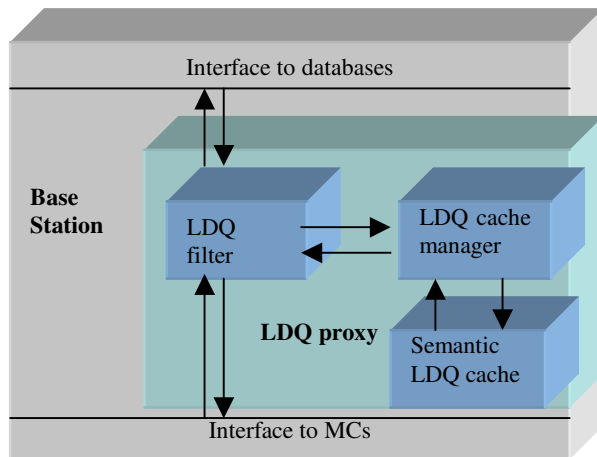 Interface to databases
Base
Station
LDQ
filter
LDQ cache
manager
LDQ proxy
Semantic
LDQ cache
Interface to MCs